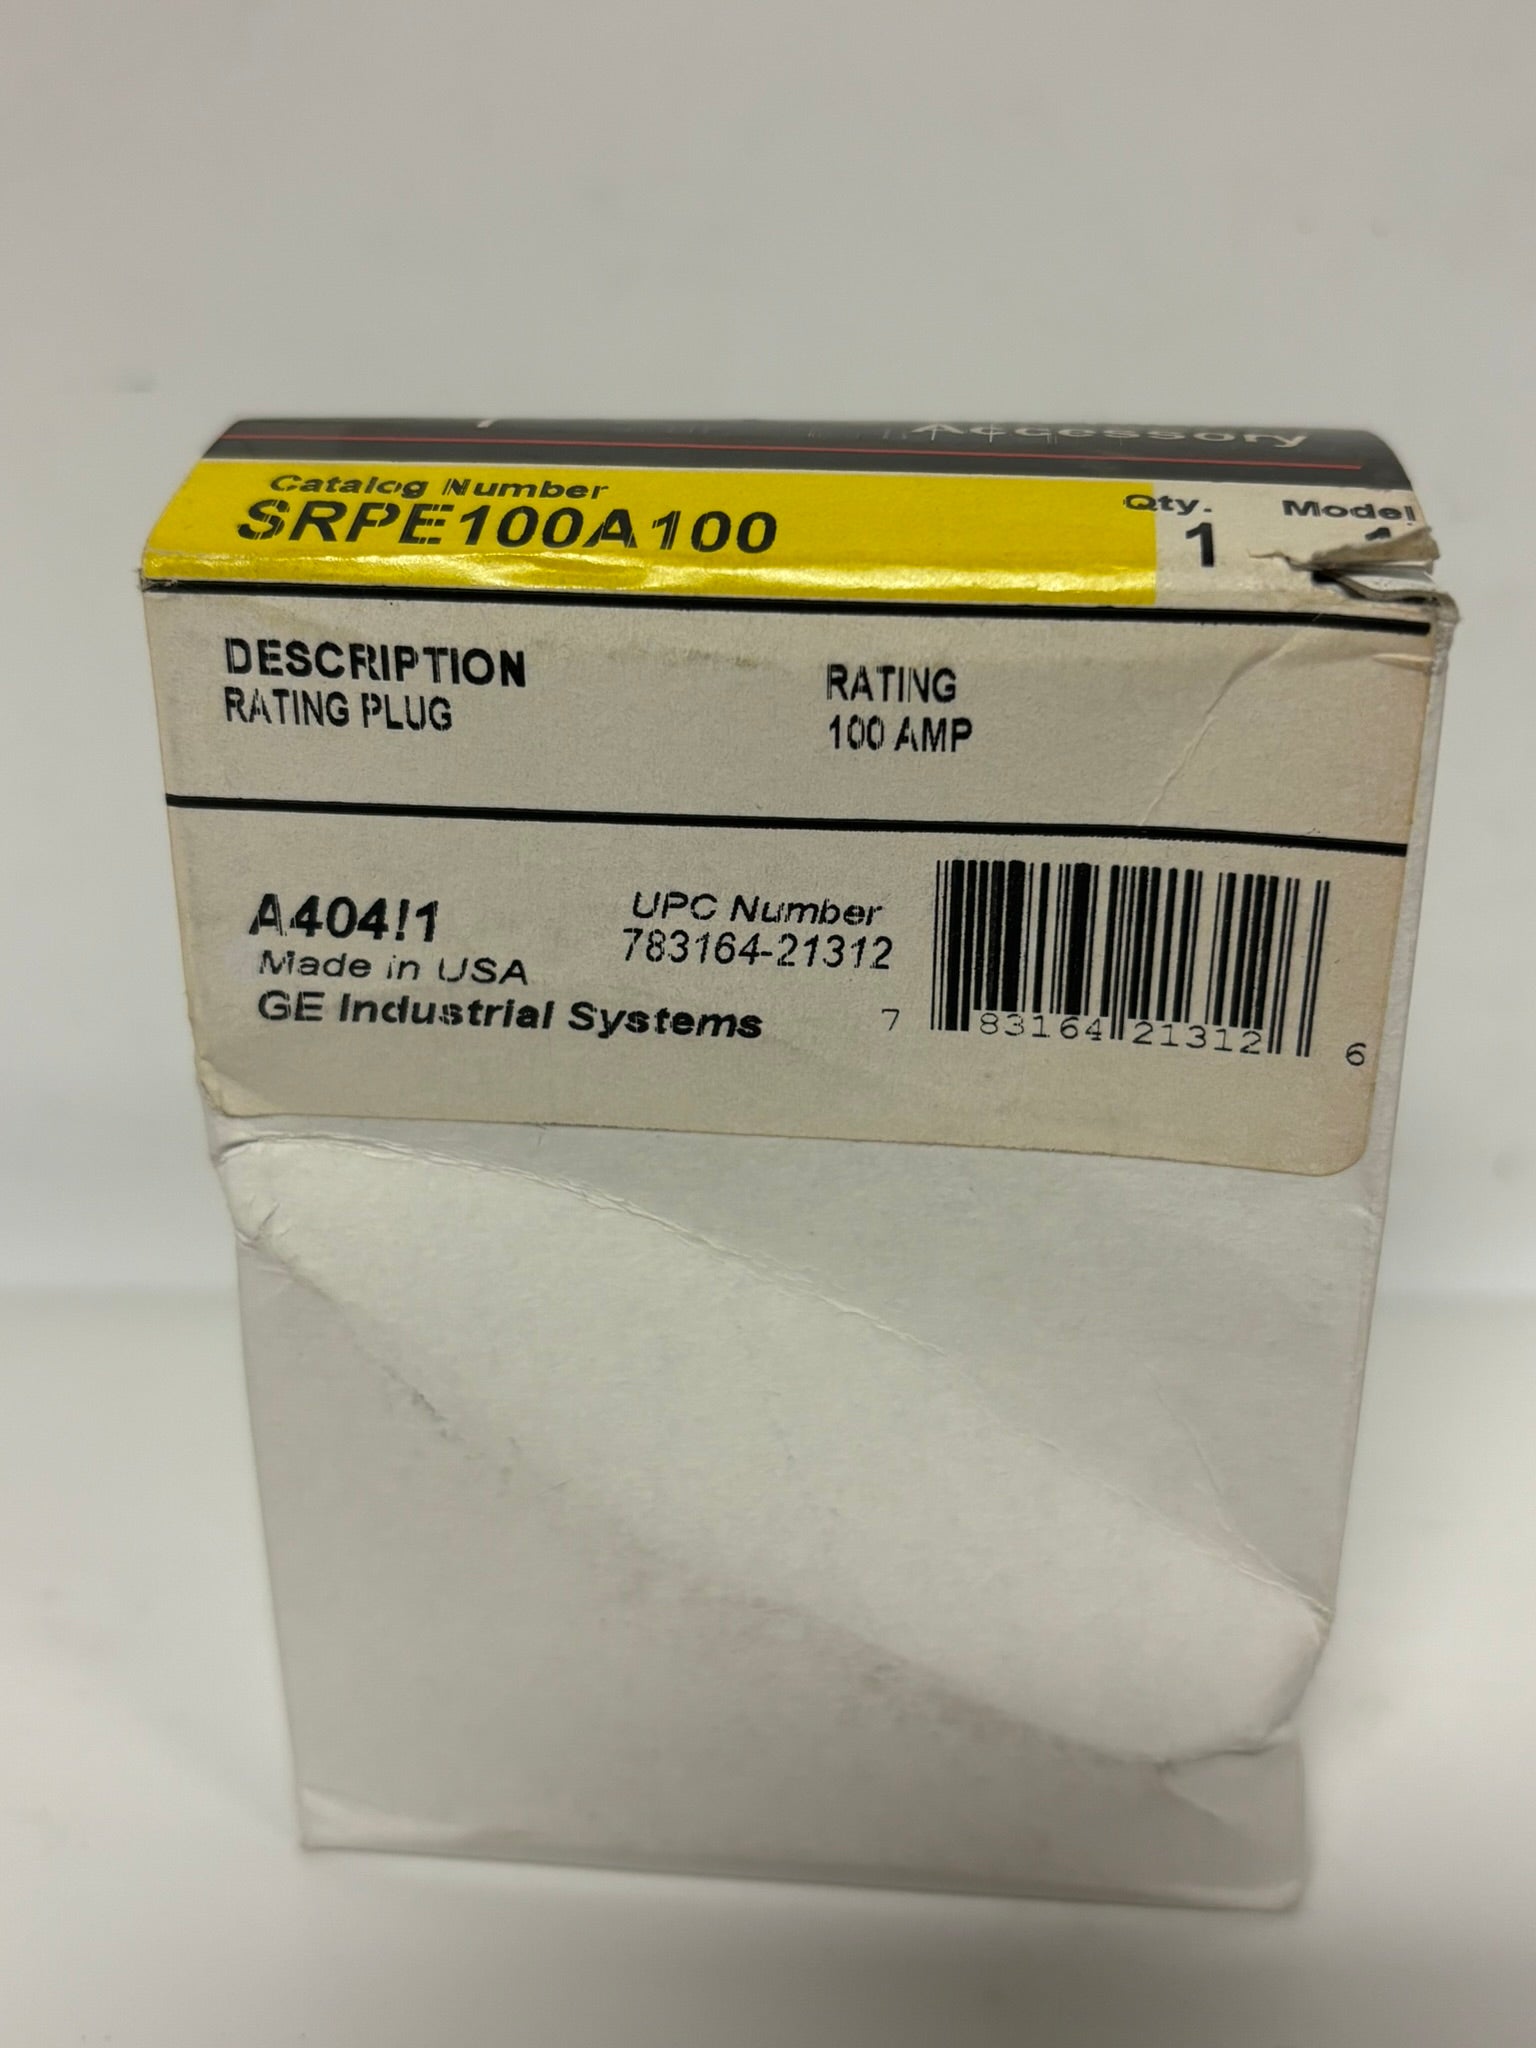 Accessory
Catalog Number
SRPE100A100
Qty.
1
Model
DESCRIPTION
RATING PLUG
RATING
100 AMP
A404!1
Made in USA
GE Industrial Systems
UPC Number
783164-21312
7 83164 21312 6